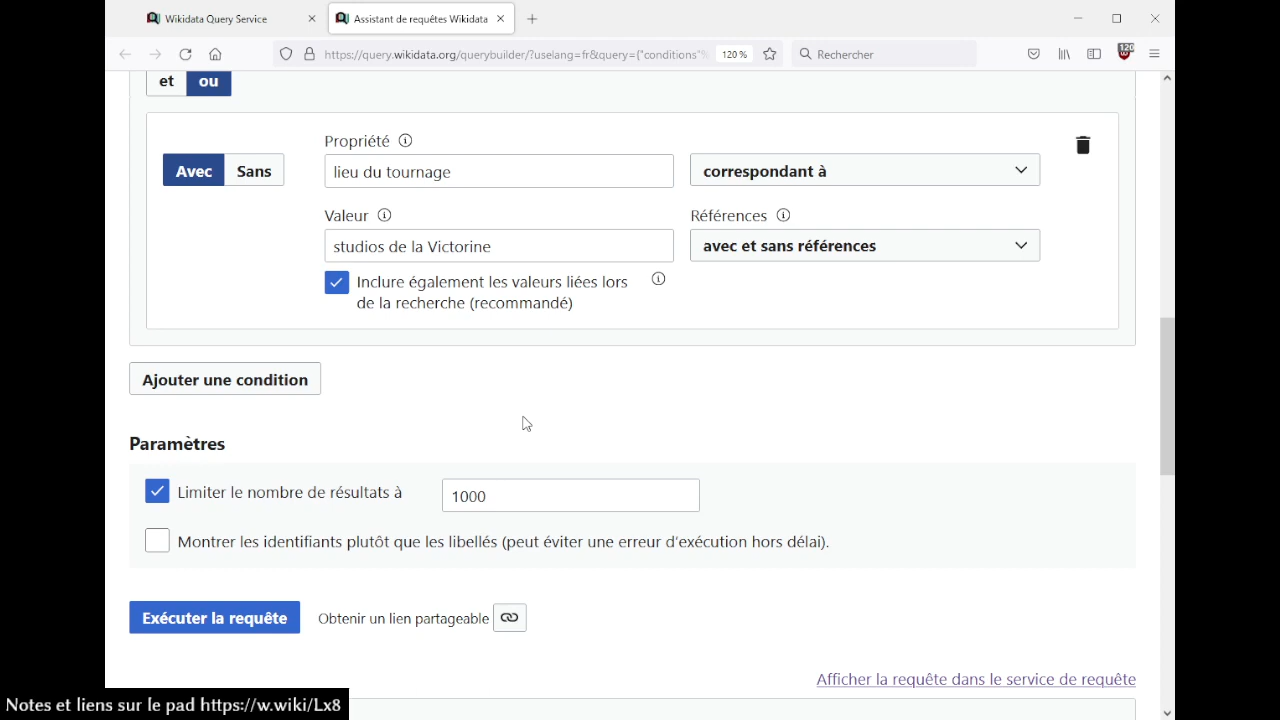 Wikidata Query Service
Assistant de requêtes Wikidata
https://query.wikidata.org/querybuilder/?uselang=fr&query={"conditions"%
120 %
Rechercher
120
et
ou
Propriété
Avec
Sans
lieu du tournage
correspondant à
Valeur
Références
studios de la Victorine
avec et sans références
Inclure également les valeurs liées lors
de la recherche (recommandé)
Ajouter une condition
Paramètres
Limiter le nombre de résultats à
1000
Montrer les identifiants plutôt que les libellés (peut éviter une erreur d'exécution hors délai).
Exécuter la requête
Obtenir un lien partageable
Afficher la requête dans le service de requête
Notes et liens sur le pad https://w.wiki/Lx8